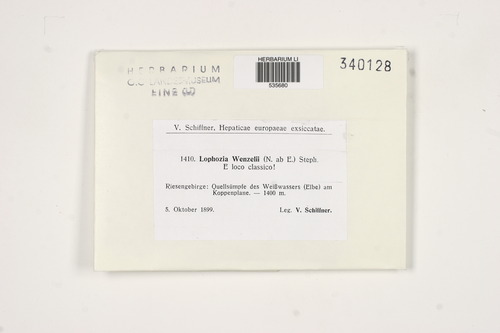 HERBARIUM
HERBARIUM LI
535680
340128
V. Schiffner, Hepaticae europaeae exsiccatae.
1410. Lophozia Wenzelii (N. ab E.) Steph.
E loco classico!
Riesengebirge: Quellsümpfe des Weißwassers (Elbe) am
Koppenplane. — 1400 m.
5. Oktober 1899. Leg. V. Schiffner.